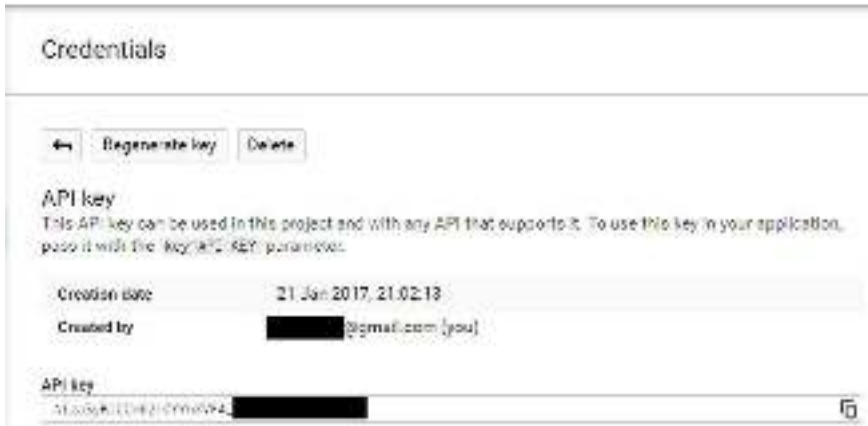 Credentials
Regenerate key Delete
API key
This API key can be used in this project and with any API that supports it. To use this key in your application,
pass it with the key=API_KEY parameter.
Creation date 21 Jan 2017, 21:02:13
Created by @gmail.com (you)
API key